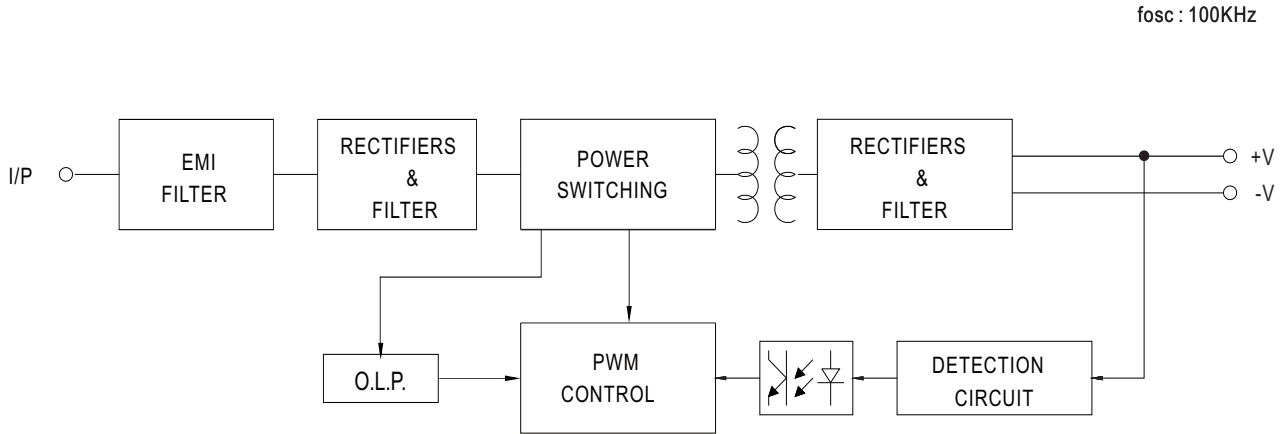 fosc : 100KHz
I/P
EMI
FILTER
RECTIFIERS
&
FILTER
POWER
SWITCHING
RECTIFIERS
&
FILTER
+V
-V
O.L.P.
PWM
CONTROL
DETECTION
CIRCUIT